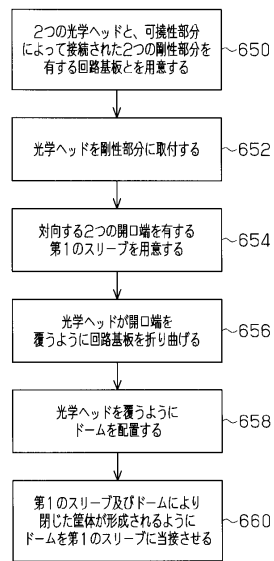 2つの光学ヘッドと、可撓性部分
によって接続された2つの剛性部分を
有する回路基板とを用意する
650
光学ヘッドを剛性部分に取付する
652
対向する2つの開口端を有する
第1のスリーブを用意する
654
光学ヘッドが開口端を
覆うように回路基板を折り曲げる
656
光学ヘッドを覆うように
ドームを配置する
658
第1のスリーブ及びドームにより
閉じた筐体が形成されるように
ドームを第1のスリーブに当接させる
660